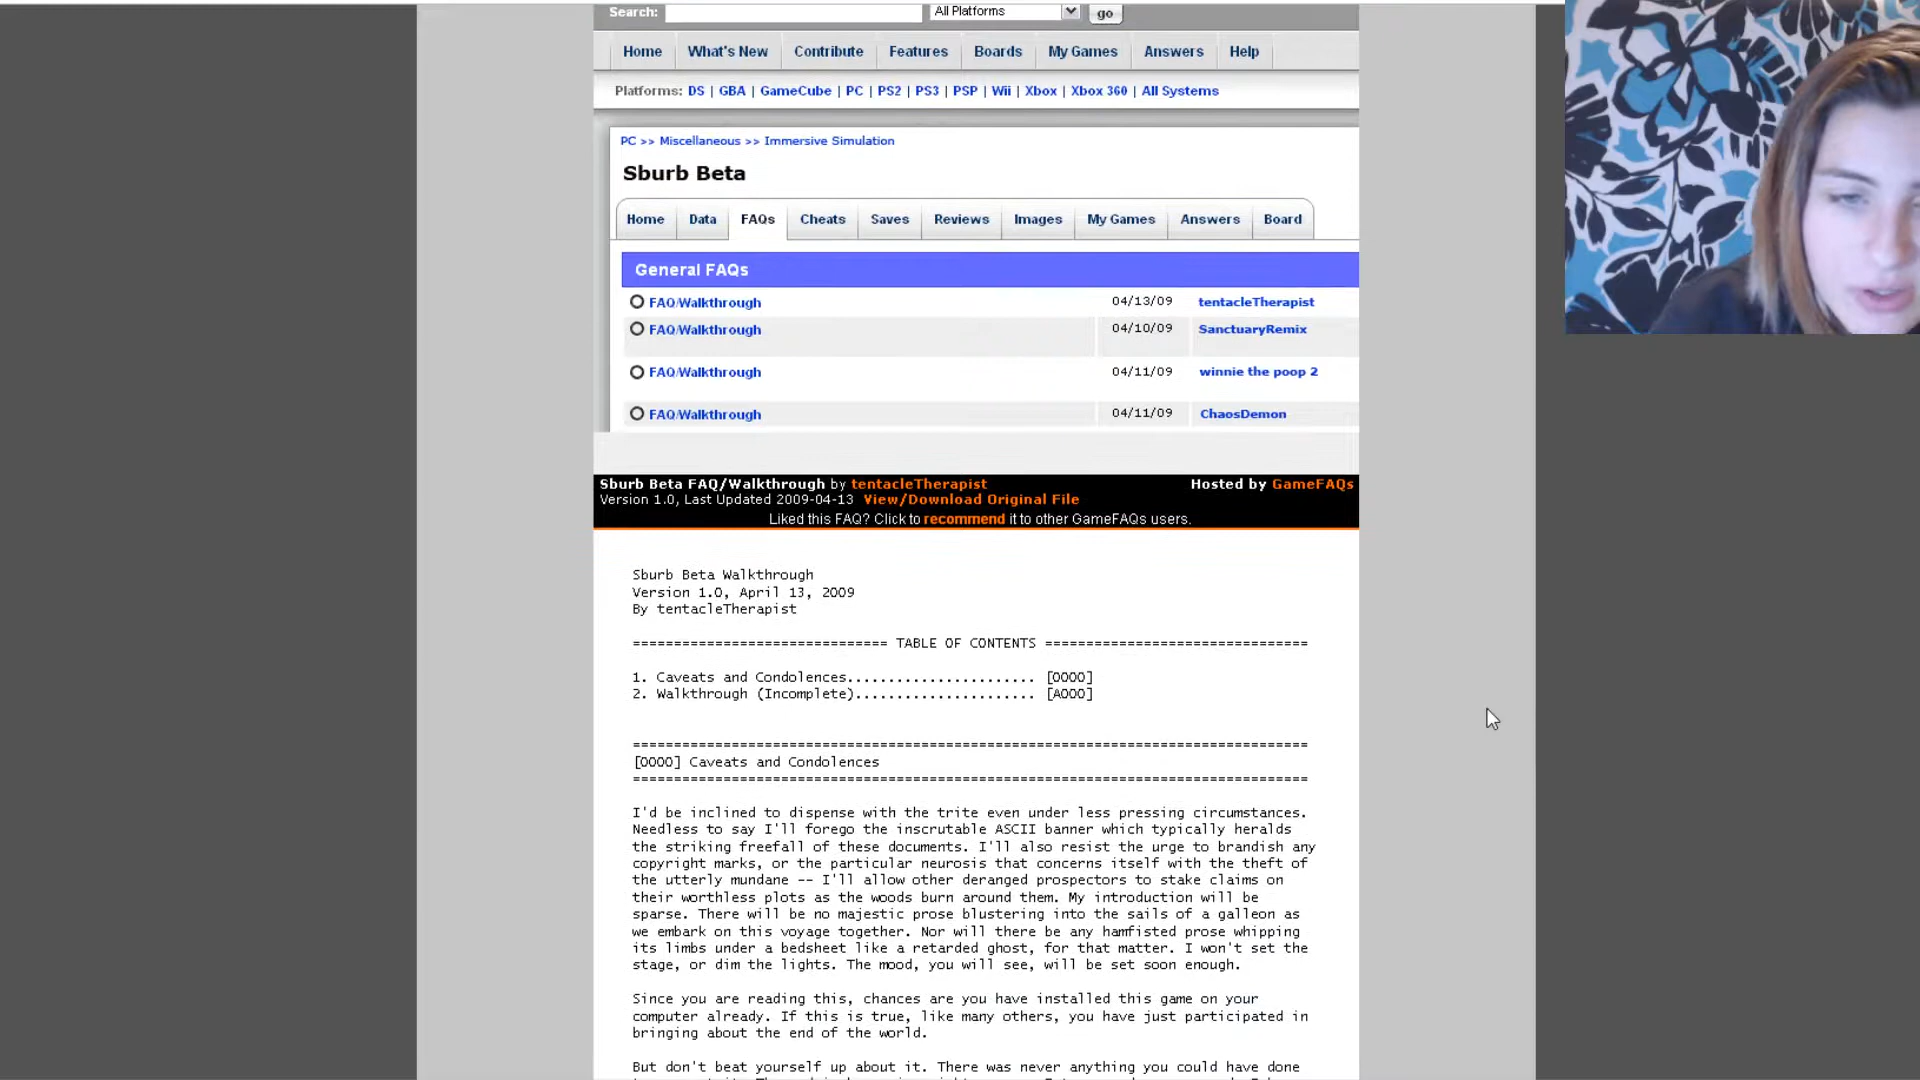 Search: All Platforms go
Home What's New Contribute Features Boards My Games Answers Help
Platforms: DS | GBA | GameCube | PC | PS2 | PS3 | PSP | Wii | Xbox | Xbox 360 | All Systems
PC >> Miscellaneous >> Immersive Simulation
Sburb Beta
Home Data FAQs Cheats Saves Reviews Images My Games Answers Board
General FAQs
FAQ/Walkthrough 04/13/09 tentacleTherapist
FAQ/Walkthrough 04/10/09 SanctuaryRemix
FAQ/Walkthrough 04/11/09 winnie the poop 2
FAQ/Walkthrough 04/11/09 ChaosDemon
Sburb Beta FAQ/Walkthrough by tentacleTherapist Hosted by GameFAQs
Version 1.0, Last Updated 2009-04-13 View/Download Original File
Liked this FAQ? Click to recommend it to other GameFAQs users.
Sburb Beta Walkthrough
Version 1.0, April 13, 2009
By tentacleTherapist
=============================== TABLE OF CONTENTS ================================
1. Caveats and Condolences....................... [0000]
2. Walkthrough (Incomplete)...................... [A000]
==================================================================================
[0000] Caveats and Condolences
==================================================================================
I'd be inclined to dispense with the trite even under less pressing circumstances.
Needless to say I'll forego the inscrutable ASCII banner which typically heralds
the striking freefall of these documents. I'll also resist the urge to brandish any
copyright marks, or the particular neurosis that concerns itself with the theft of
the utterly mundane -- I'll allow other deranged prospectors to stake claims on
their worthless plots as the woods burn around them. My introduction will be
sparse. There will be no majestic prose blustering into the sails of a galleon as
we embark on this voyage together. Nor will there be any hamfisted prose whipping
its limbs under a bedsheet like a retarded ghost, for that matter. I won't set the
stage, or dim the lights. The mood, you will see, will be set soon enough.
Since you are reading this, chances are you have installed this game on your
computer already. If this is true, like many others, you have just participated in
bringing about the end of the world.
But don't beat yourself up about it. There was never anything you could have done